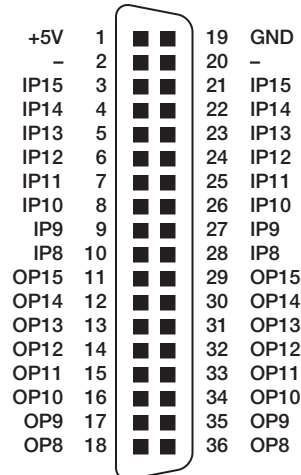 +5V 1 19 GND
– 2 20 –
IP15 3 21 IP15
IP14 4 22 IP14
IP13 5 23 IP13
IP12 6 24 IP12
IP11 7 25 IP11
IP10 8 26 IP10
IP9 9 27 IP9
IP8 10 28 IP8
OP15 11 29 OP15
OP14 12 30 OP14
OP13 13 31 OP13
OP12 14 32 OP12
OP11 15 33 OP11
OP10 16 34 OP10
OP9 17 35 OP9
OP8 18 36 OP8